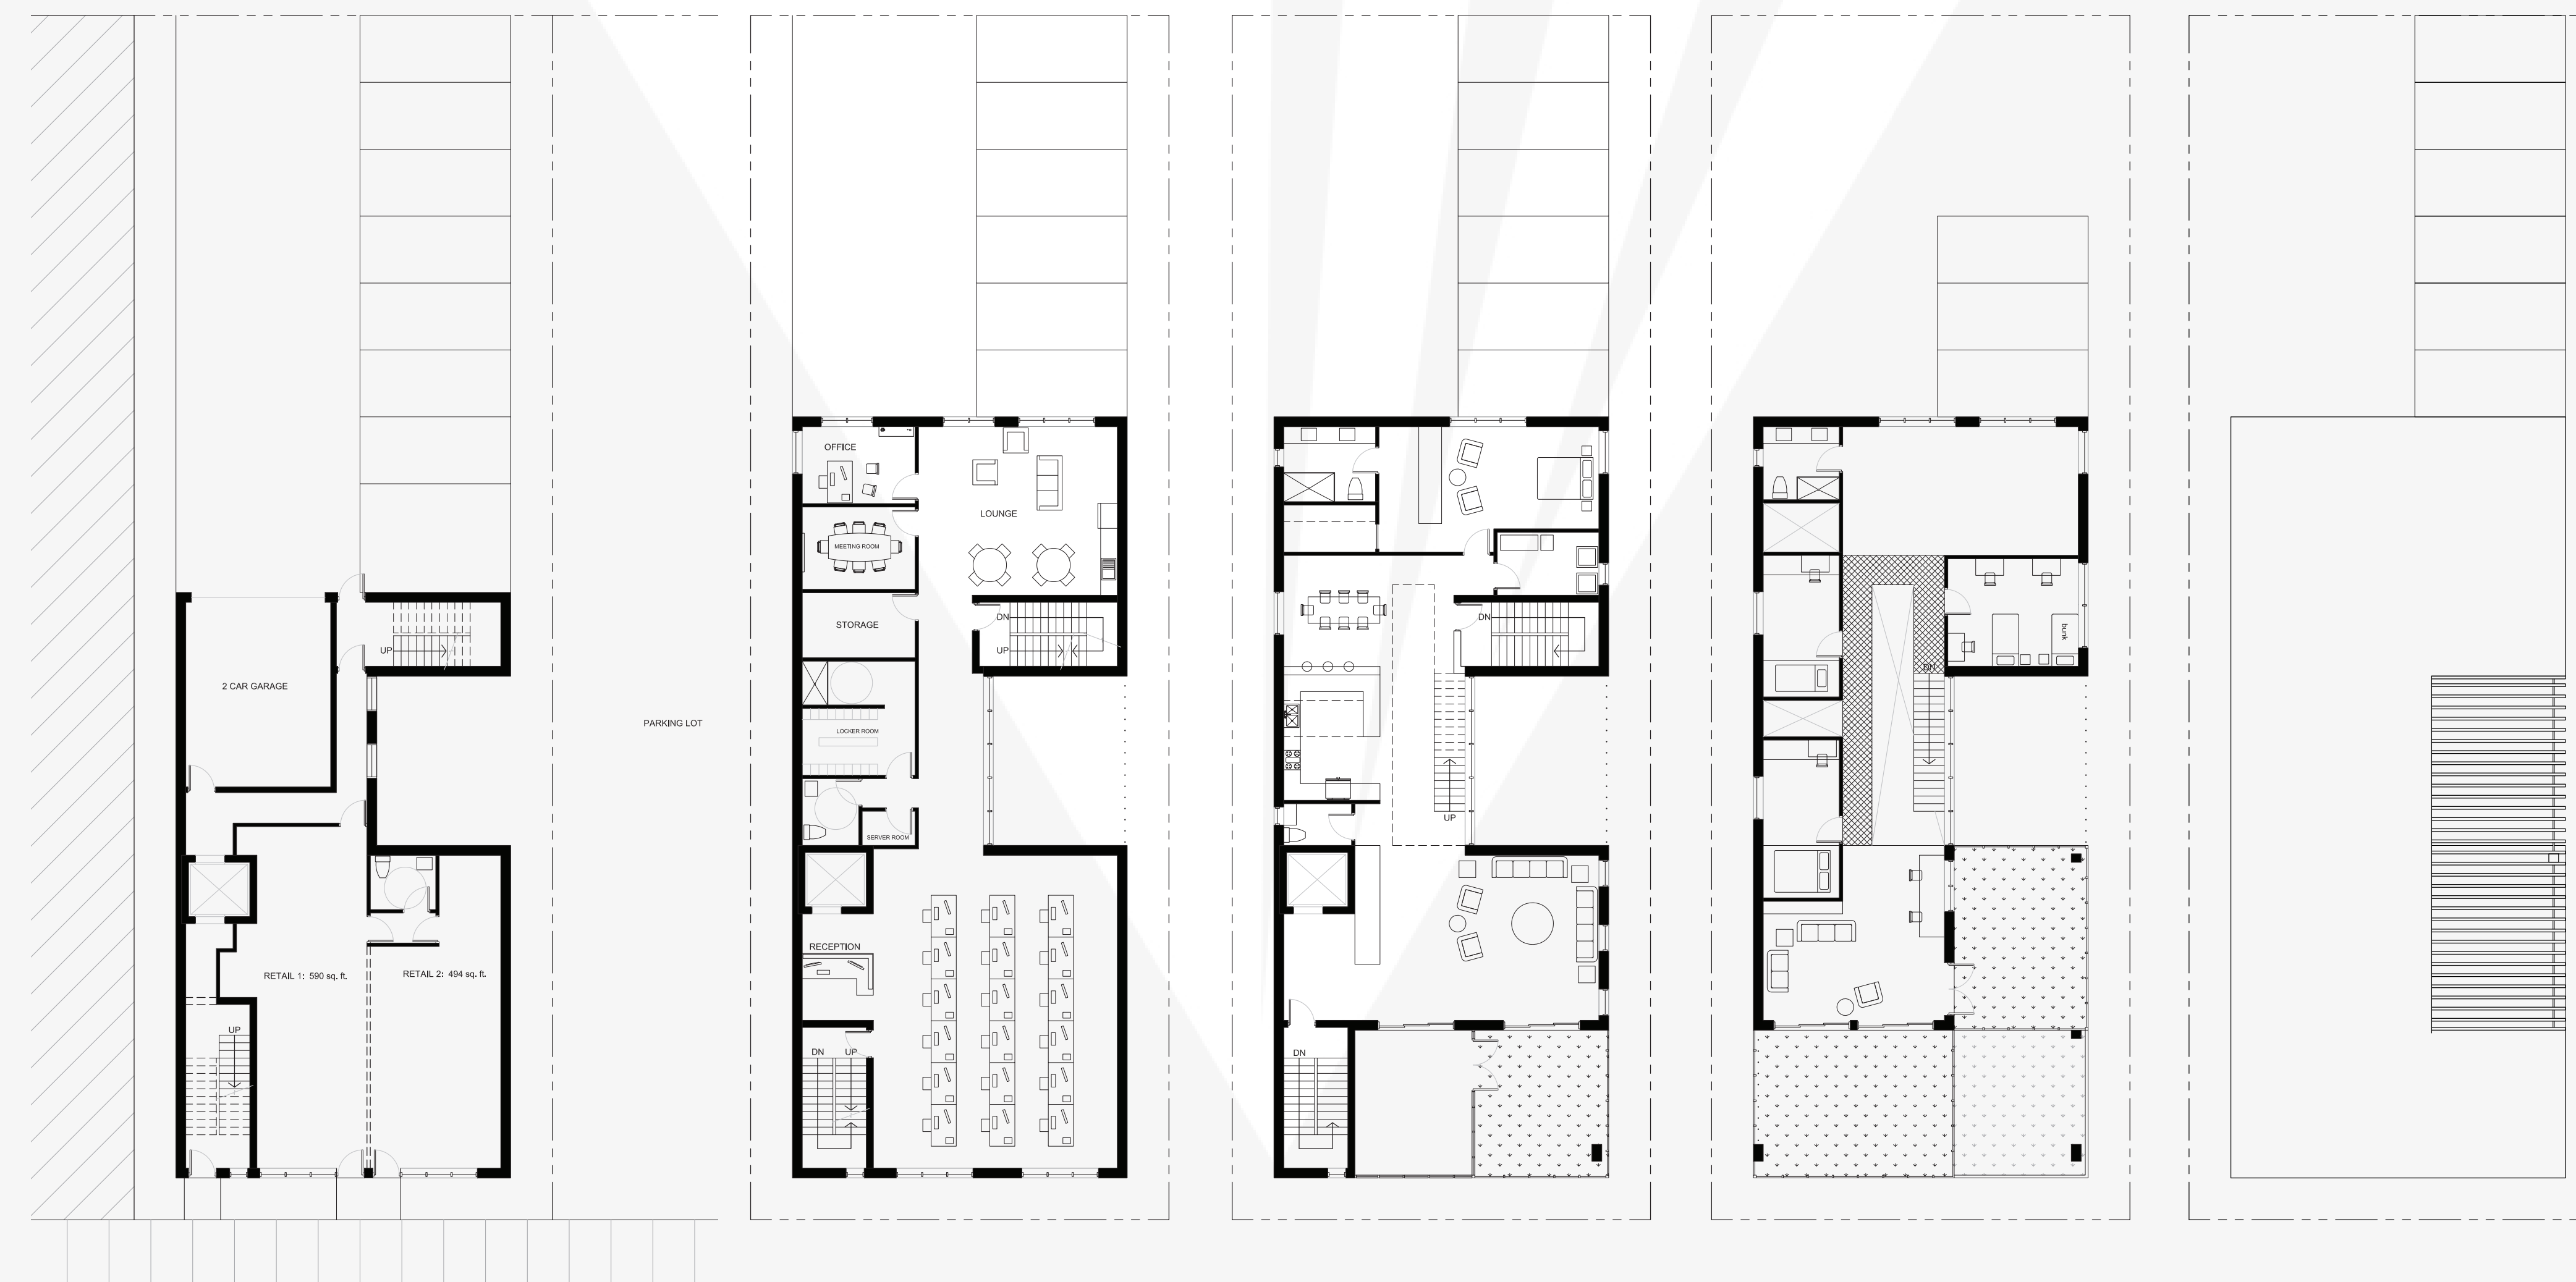 2 CAR GARAGE
UP
RETAIL 1: 590 sq. ft.
RETAIL 2: 494 sq. ft.
UP
PARKING LOT
OFFICE
LOUNGE
MEETING ROOM
STORAGE
DN
UP
LOCKER ROOM
SERVER ROOM
RECEPTION
DN
UP
DN
UP
DN
bunk
DN